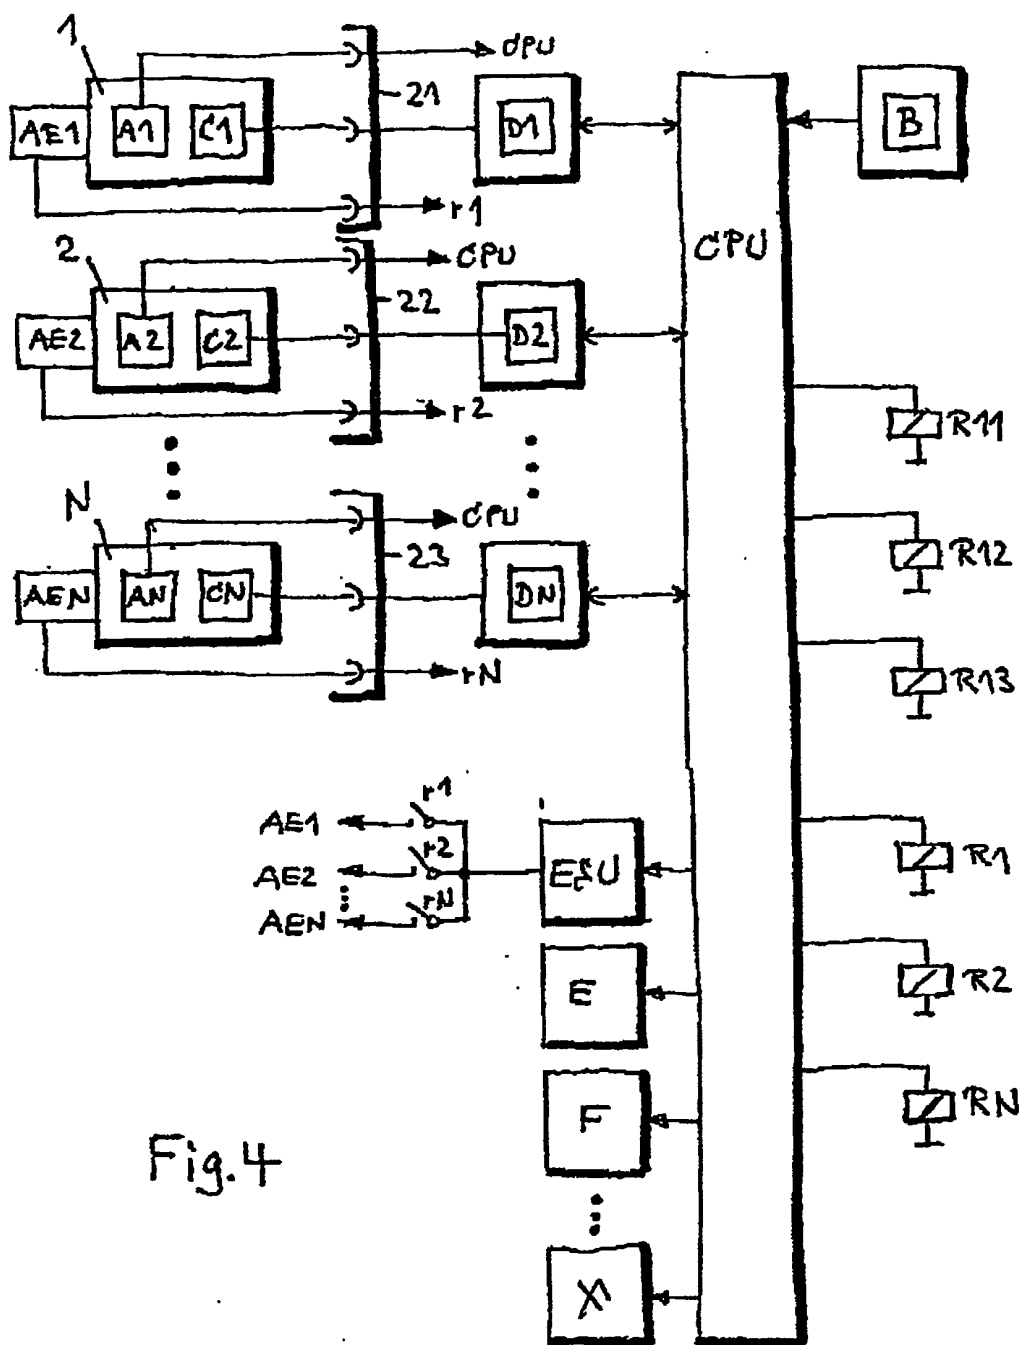 1
CPU
21
AE1 A1 C1 D1 B
r1
CPU
2
CPU
22
AE2 A2 C2 D2
r2
R11
N
CPU
23
R12
AEN AN CN DN
rN
R13
r1
AE1
r2
AE2
rN
AEN
E&U
R1
E
R2
F
RN
Fig.4
X